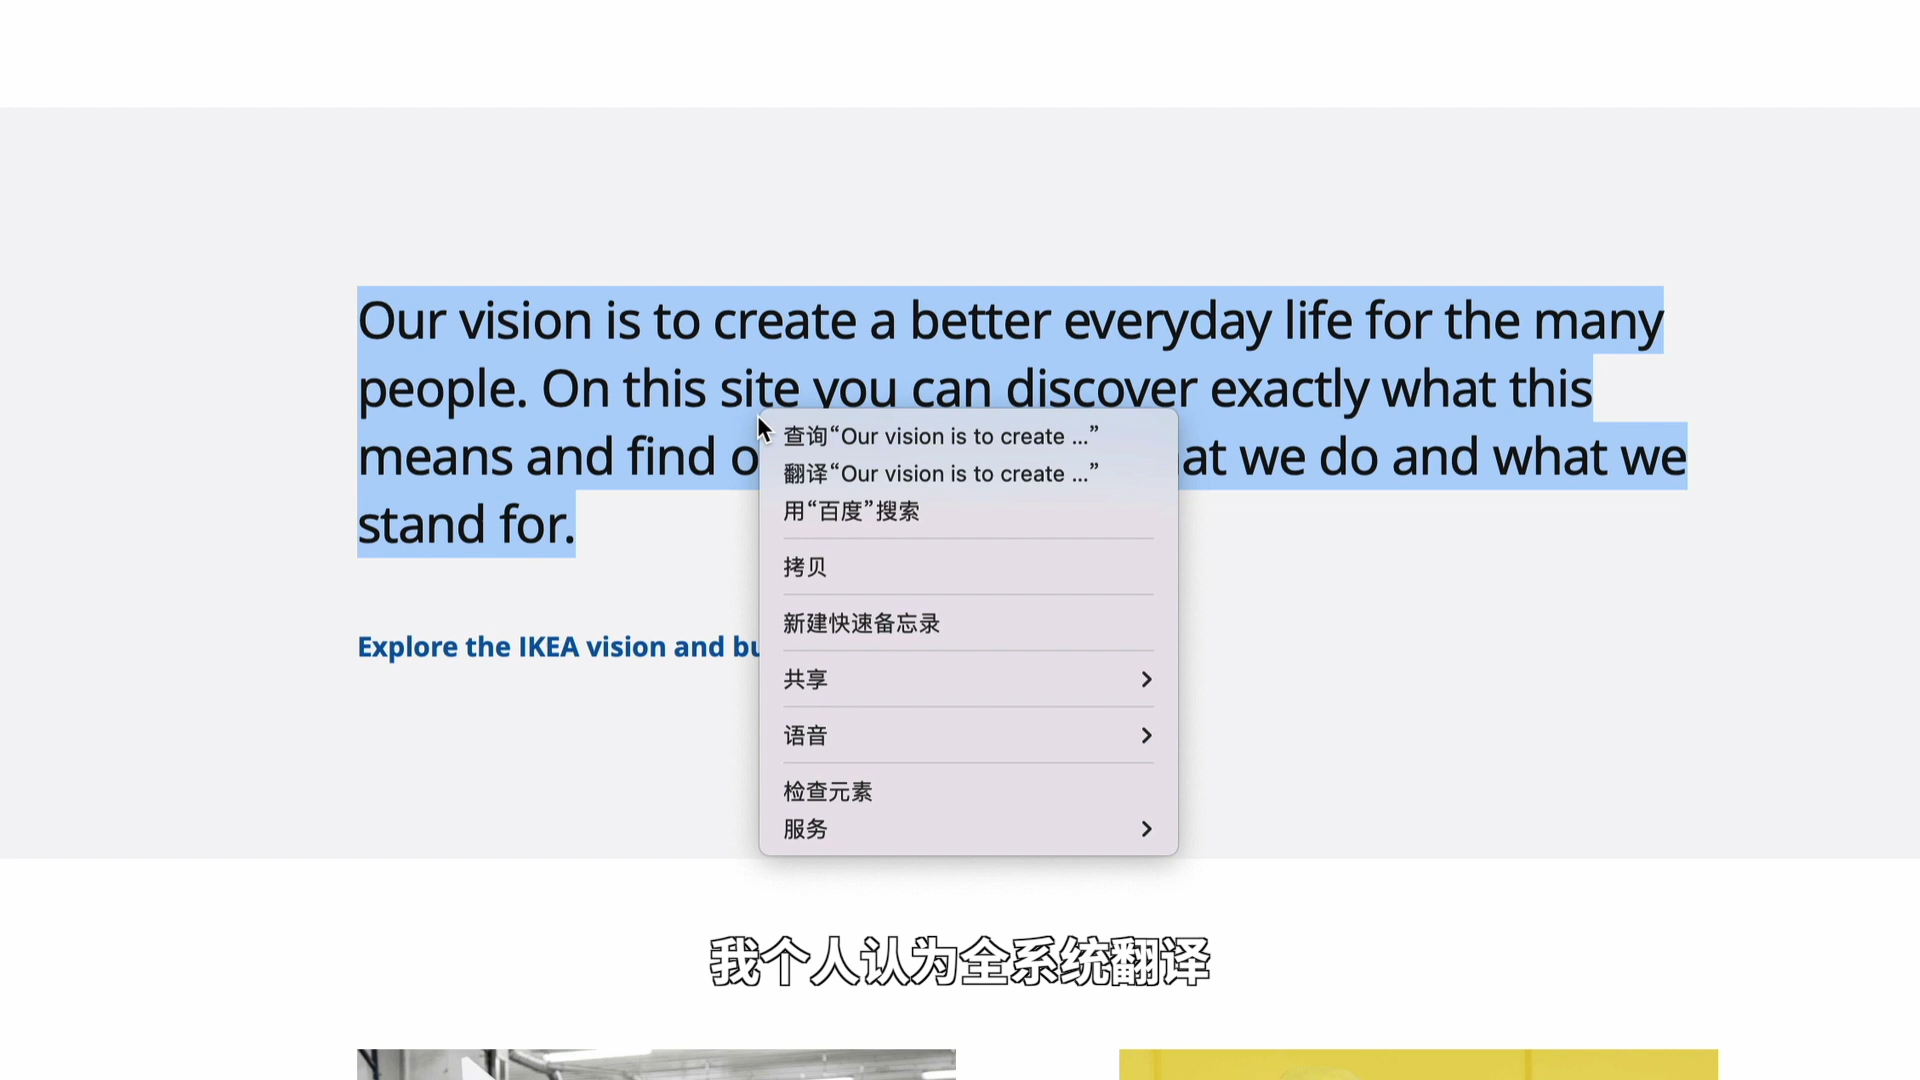 Our vision is to create a better everyday life for the many
people. On this site you can discover exactly what this
means and find o
at we do and what we
stand for.
查询“Our vision is to create ...”
翻译“Our vision is to create ...”
用“百度”搜索
拷贝
新建快速备忘录
共享
语音
检查元素
服务
Explore the IKEA vision and bu
我个人认为全系统翻译